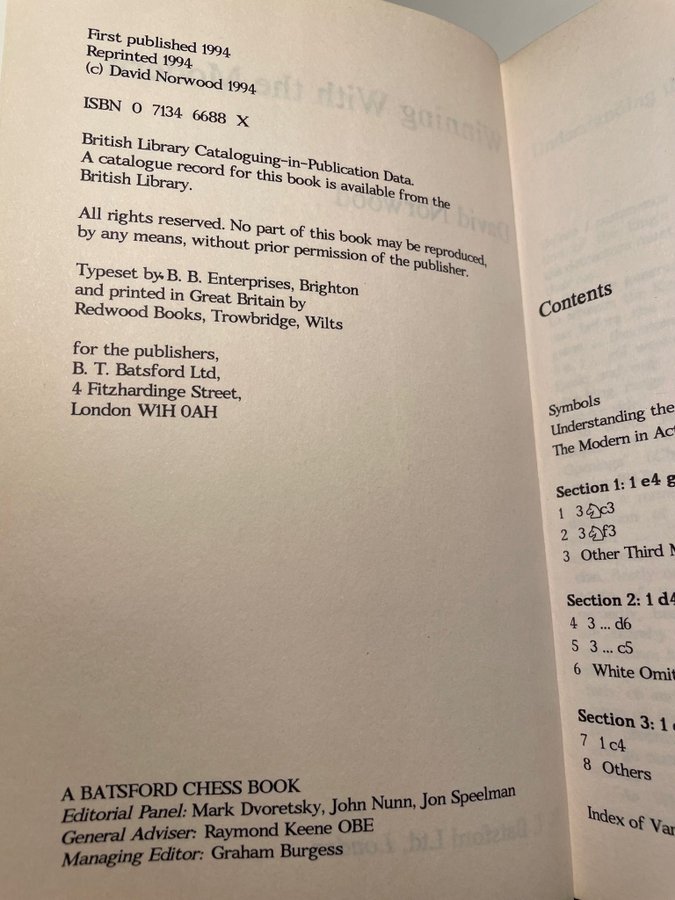 First published 1994
Reprinted 1994
(c) David Norwood 1994
ISBN 0 7134 6688 X
British Library Cataloguing-in-Publication Data.
A catalogue record for this book is available from the
British Library.
All rights reserved. No part of this book may be reproduced,
by any means, without prior permission of the publisher.
Typeset by B. B. Enterprises, Brighton
and printed in Great Britain by
Redwood Books, Trowbridge, Wilts
for the publishers,
B. T. Batsford Ltd,
4 Fitzhardinge Street,
London W1H 0AH
A BATSFORD CHESS BOOK
Editorial Panel: Mark Dvoretsky, John Nunn, Jon Speelman
General Adviser: Raymond Keene OBE
Managing Editor: Graham Burgess
Contents
Symbols
Understanding the
The Modern in
Section 1: 1 e4
1 3♘c3
2 3♘f3
3 Other Third
Section 2: 1 d4
4 3 ... d6
5 3 ... c5
6 White
Section 3: 1
7 1 c4
8 Others
Index of